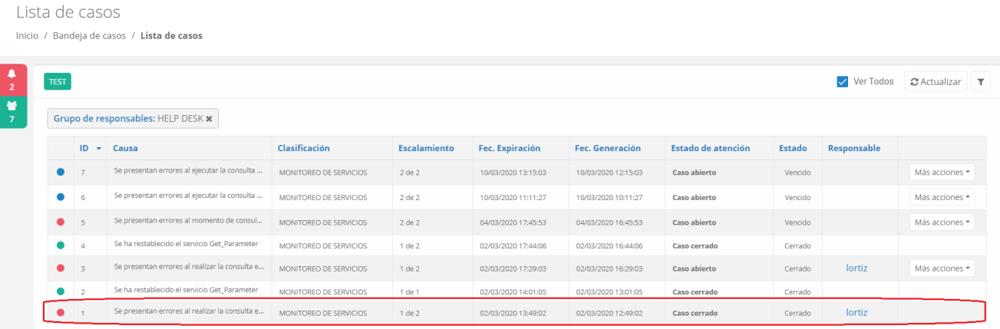 Lista de casos
Inicio / Bandeja de casos / Lista de casos
2
7
TEST
Ver Todos Actualizar
Grupo de responsables: HELP DESK ✖
ID Causa Clasificación Escalamiento Fec. Expiración Fec. Generación Estado de atención Estado Responsable
7 Se presentan errores al ejecutar la consulta ... MONITOREO DE SERVICIOS 2 de 2 10/03/2020 13:15:03 10/03/2020 12:15:03 Caso abierto Vencido Más acciones
6 Se presentan errores al ejecutar la consulta ... MONITOREO DE SERVICIOS 2 de 2 10/03/2020 11:11:27 10/03/2020 10:11:27 Caso abierto Vencido Más acciones
5 Se presentan errores al momento de consul... MONITOREO DE SERVICIOS 2 de 2 04/03/2020 17:45:53 04/03/2020 16:45:53 Caso abierto Vencido Más acciones
4 Se ha restablecido el servicio Get_Parameter MONITOREO DE SERVICIOS 1 de 2 02/03/2020 17:44:06 02/03/2020 16:44:06 Caso cerrado Cerrado
3 Se presentan errores al realizar la consulta e... MONITOREO DE SERVICIOS 1 de 2 02/03/2020 17:29:03 02/03/2020 16:29:03 Caso abierto Cerrado lortiz Más acciones
2 Se ha restablecido el servicio Get_Parameter MONITOREO DE SERVICIOS 1 de 1 02/03/2020 14:01:05 02/03/2020 13:01:05 Caso cerrado Cerrado
1 Se presentan errores al realizar la consulta e... MONITOREO DE SERVICIOS 1 de 2 02/03/2020 13:49:02 02/03/2020 12:49:02 Caso cerrado Cerrado lortiz